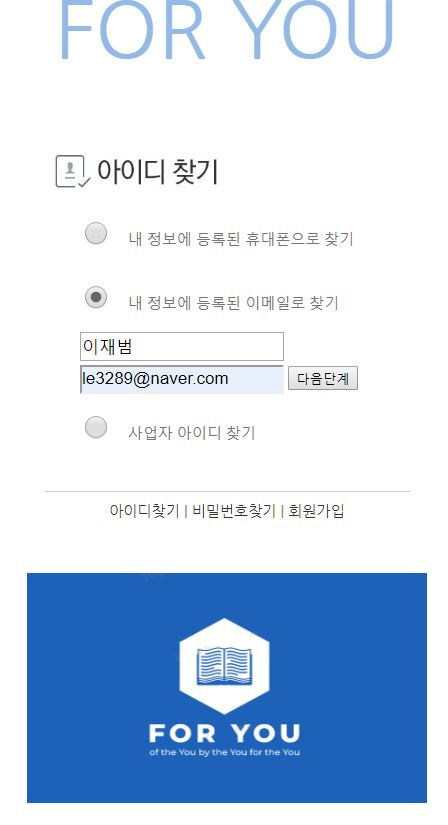 FOR YOU
아이디 찾기
내 정보에 등록된 휴대폰으로 찾기
내 정보에 등록된 이메일로 찾기
이재범
le3289@naver.com 다음단계
사업자 아이디 찾기
아이디찾기 | 비밀번호찾기 | 회원가입
FOR YOU
of the You by the You for the You